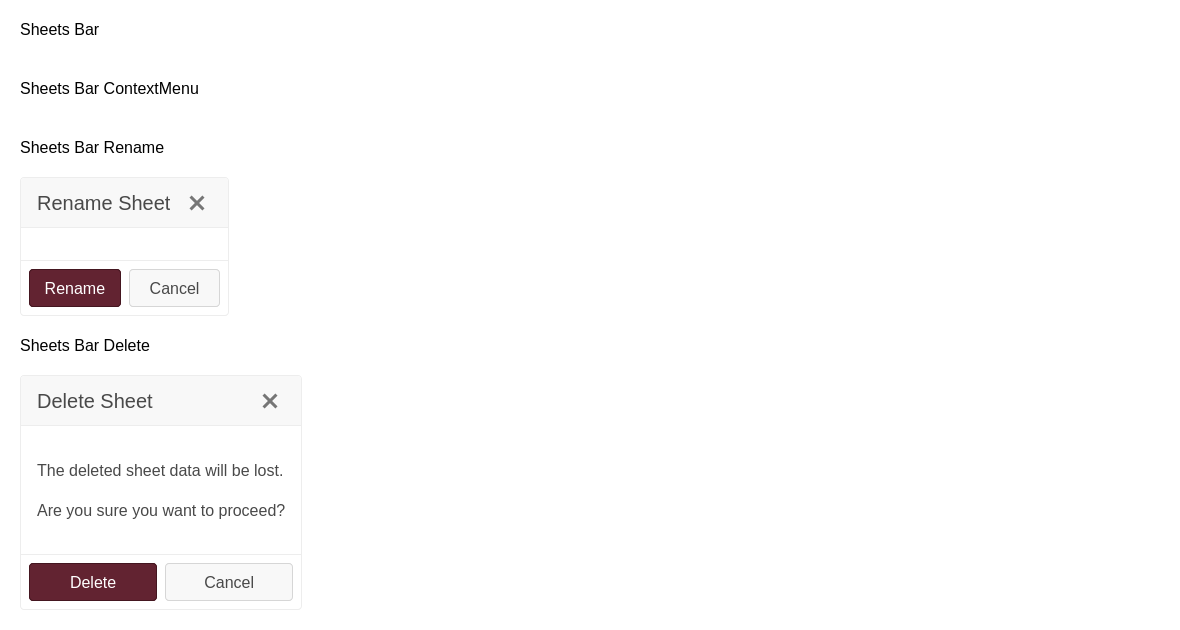 Sheets Bar
Sheets Bar ContextMenu
Sheets Bar Rename
Rename Sheet
Rename Cancel
Sheets Bar Delete
Delete Sheet
The deleted sheet data will be lost.
Are you sure you want to proceed?
Delete Cancel